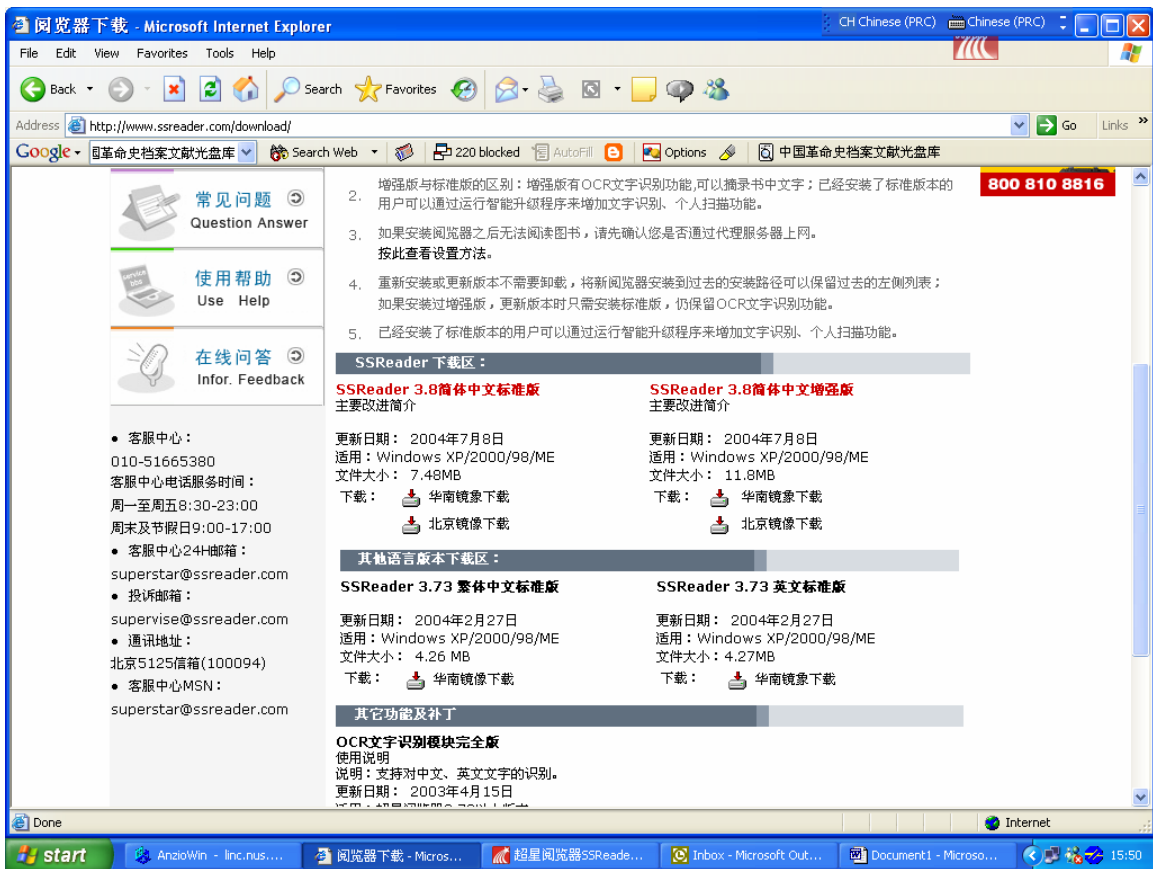 阅览器下载 - Microsoft Internet Explorer
CH Chinese (PRC) Chinese (PRC)
File Edit View Favorites Tools Help
Back Search Favorites
Address http://www.ssreader.com/download/ Go Links »
Google 革命史档案文献光盘库 Search Web 220 blocked AutoFill Options 中国革命史档案文献光盘库
800 810 8816
常见问题
Question Answer
使用帮助
Use Help
在线问答
Infor. Feedback
● 客服中心：
010-51665380
客服中心电话服务时间：
周一至周五8:30-23:00
周末及节假日9:00-17:00
● 客服中心24H邮箱：
superstar@ssreader.com
● 投诉邮箱：
supervise@ssreader.com
● 通讯地址：
北京5125信箱(100094)
● 客服中心MSN：
superstar@ssreader.com
2. 增强版与标准版的区别：增强版有OCR文字识别功能,可以摘录书中文字；已经安装了标准版本的
用户可以通过运行智能升级程序来增加文字识别、个人扫描功能。
3. 如果安装阅览器之后无法阅读图书，请先确认您是否通过代理服务器上网。
按此查看设置方法。
4. 重新安装或更新版本不需要卸载，将新阅览器安装到过去的安装路径可以保留过去的左侧列表；
如果安装过增强版，更新版本时只需安装标准版，仍保留OCR文字识别功能。
5. 已经安装了标准版本的用户可以通过运行智能升级程序来增加文字识别、个人扫描功能。
SSReader 下载区：
SSReader 3.8简体中文标准版
主要改进简介
更新日期： 2004年7月8日
适用：Windows XP/2000/98/ME
文件大小： 7.48MB
下载： 华南镜象下载
北京镜像下载
SSReader 3.8简体中文增强版
主要改进简介
更新日期： 2004年7月8日
适用：Windows XP/2000/98/ME
文件大小： 11.8MB
下载： 华南镜象下载
北京镜像下载
其他语言版本下载区：
SSReader 3.73 繁体中文标准版
更新日期： 2004年2月27日
适用：Windows XP/2000/98/ME
文件大小： 4.26 MB
下载： 华南镜像下载
SSReader 3.73 英文标准版
更新日期： 2004年2月27日
适用：Windows XP/2000/98/ME
文件大小：4.27MB
下载： 华南镜象下载
其它功能及补丁
OCR文字识别模块完全版
使用说明
说明：支持对中文、英文文字的识别。
更新日期： 2003年4月15日
Done Internet
start AnzioWin - linc.nus.... 阅览器下载 - Micros... 超星阅览器SSReade... Inbox - Microsoft Out... Document1 - Microso... 15:50